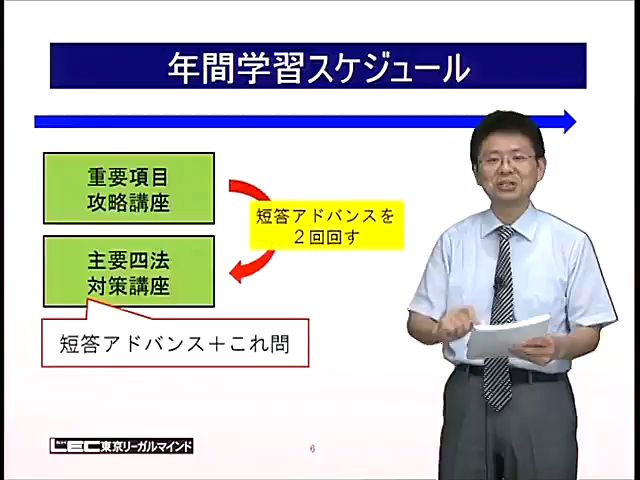 年間学習スケジュール
重要項目
攻略講座
短答アドバンスを
2回回す
主要四法
対策講座
短答アドバンス＋これ問
LEC東京リーガルマインド
6